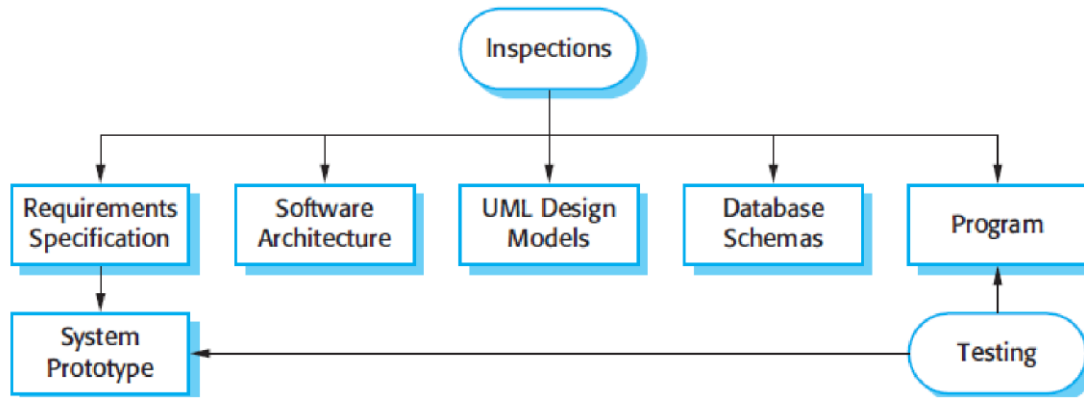 Inspections
Requirements
Specification
Software
Architecture
UML Design
Models
Database
Schemas
Program
System
Prototype
Testing